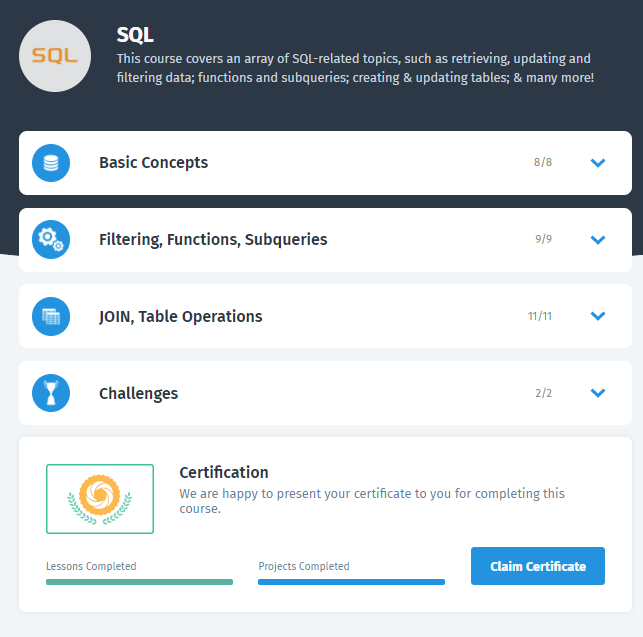 SQL
SQL
This course covers an array of SQL-related topics, such as retrieving, updating and
filtering data; functions and subqueries; creating & updating tables; & many more!
Basic Concepts 8/8
Filtering, Functions, Subqueries 9/9
JOIN, Table Operations 11/11
Challenges 2/2
Certification
We are happy to present your certificate to you for completing this
course.
Lessons Completed
Projects Completed
Claim Certificate